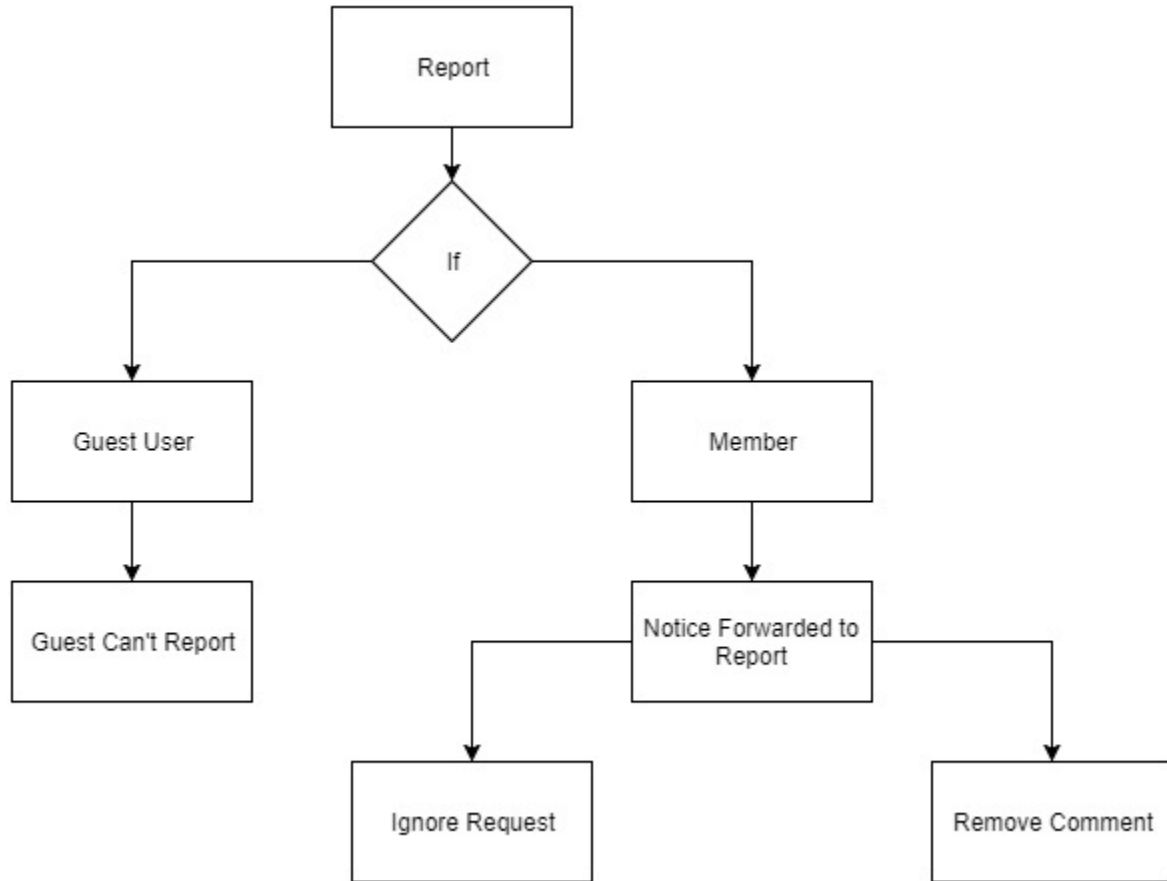 Report
If
Guest User
Member
Guest Can't Report
Notice Forwarded to
Report
Ignore Request
Remove Comment